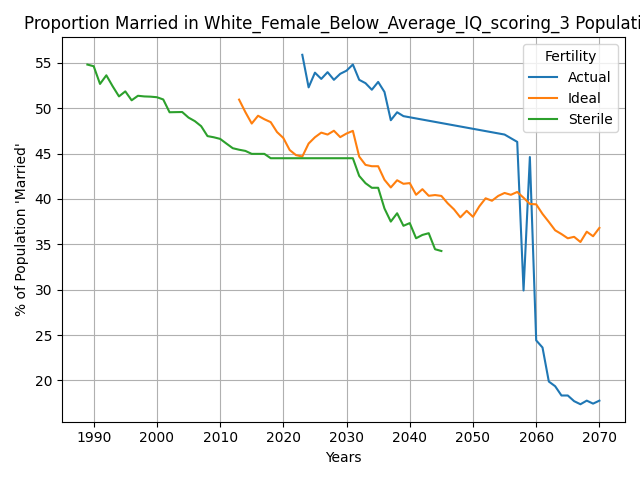 Proportion Married in White_Female_Below_Average_IQ_scoring_3 Populati
Fertility
Actual
Ideal
Sterile
% of Population 'Married'
55
50
45
40
35
30
25
20
1990 2000 2010 2020 2030 2040 2050 2060 2070
Years